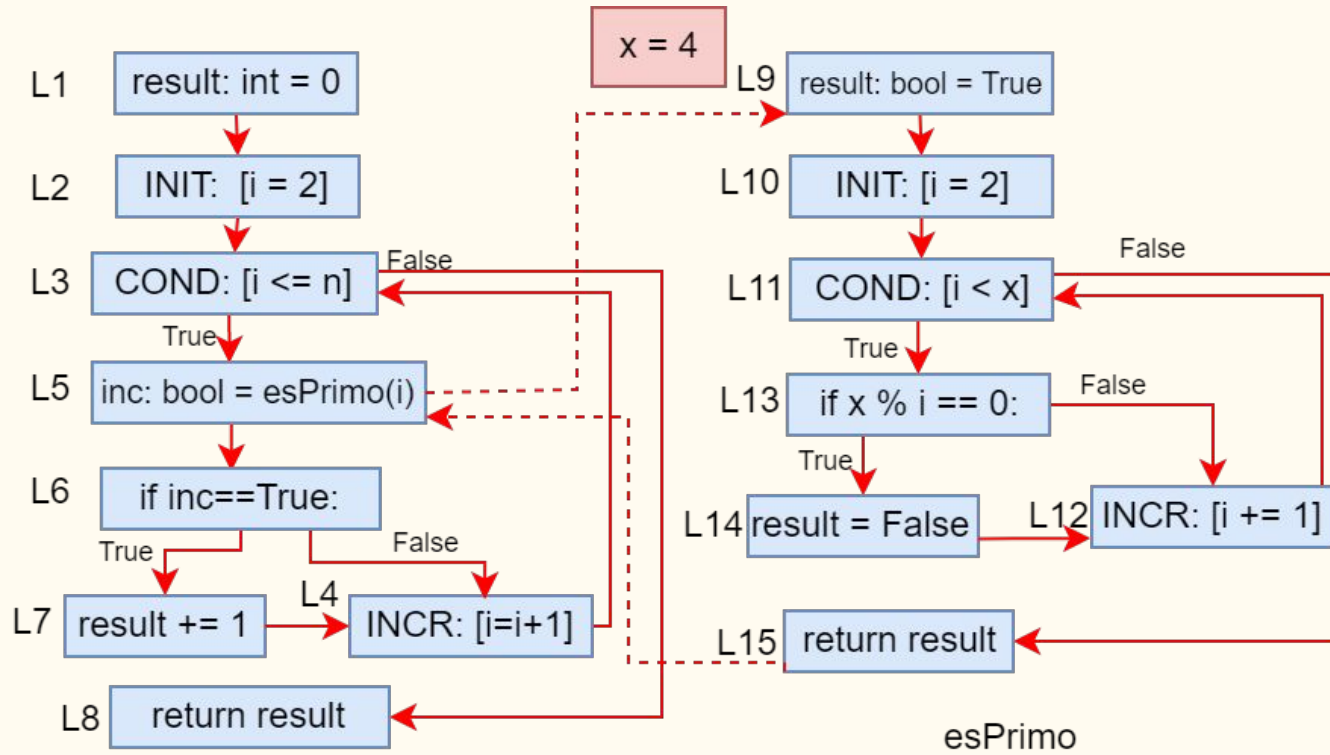 x = 4
L1
result: int = 0
L2
INIT: [i = 2]
L3
COND: [i <= n]
False
True
L5
inc: bool = esPrimo(i)
L6
if inc==True:
True
False
L7
result += 1
L4
INCR: [i=i+1]
L8
return result
L9
result: bool = True
L10
INIT: [i = 2]
L11
COND: [i < x]
False
True
L13
if x % i == 0:
False
True
L14
result = False
L12
INCR: [i += 1]
L15
return result
esPrimo